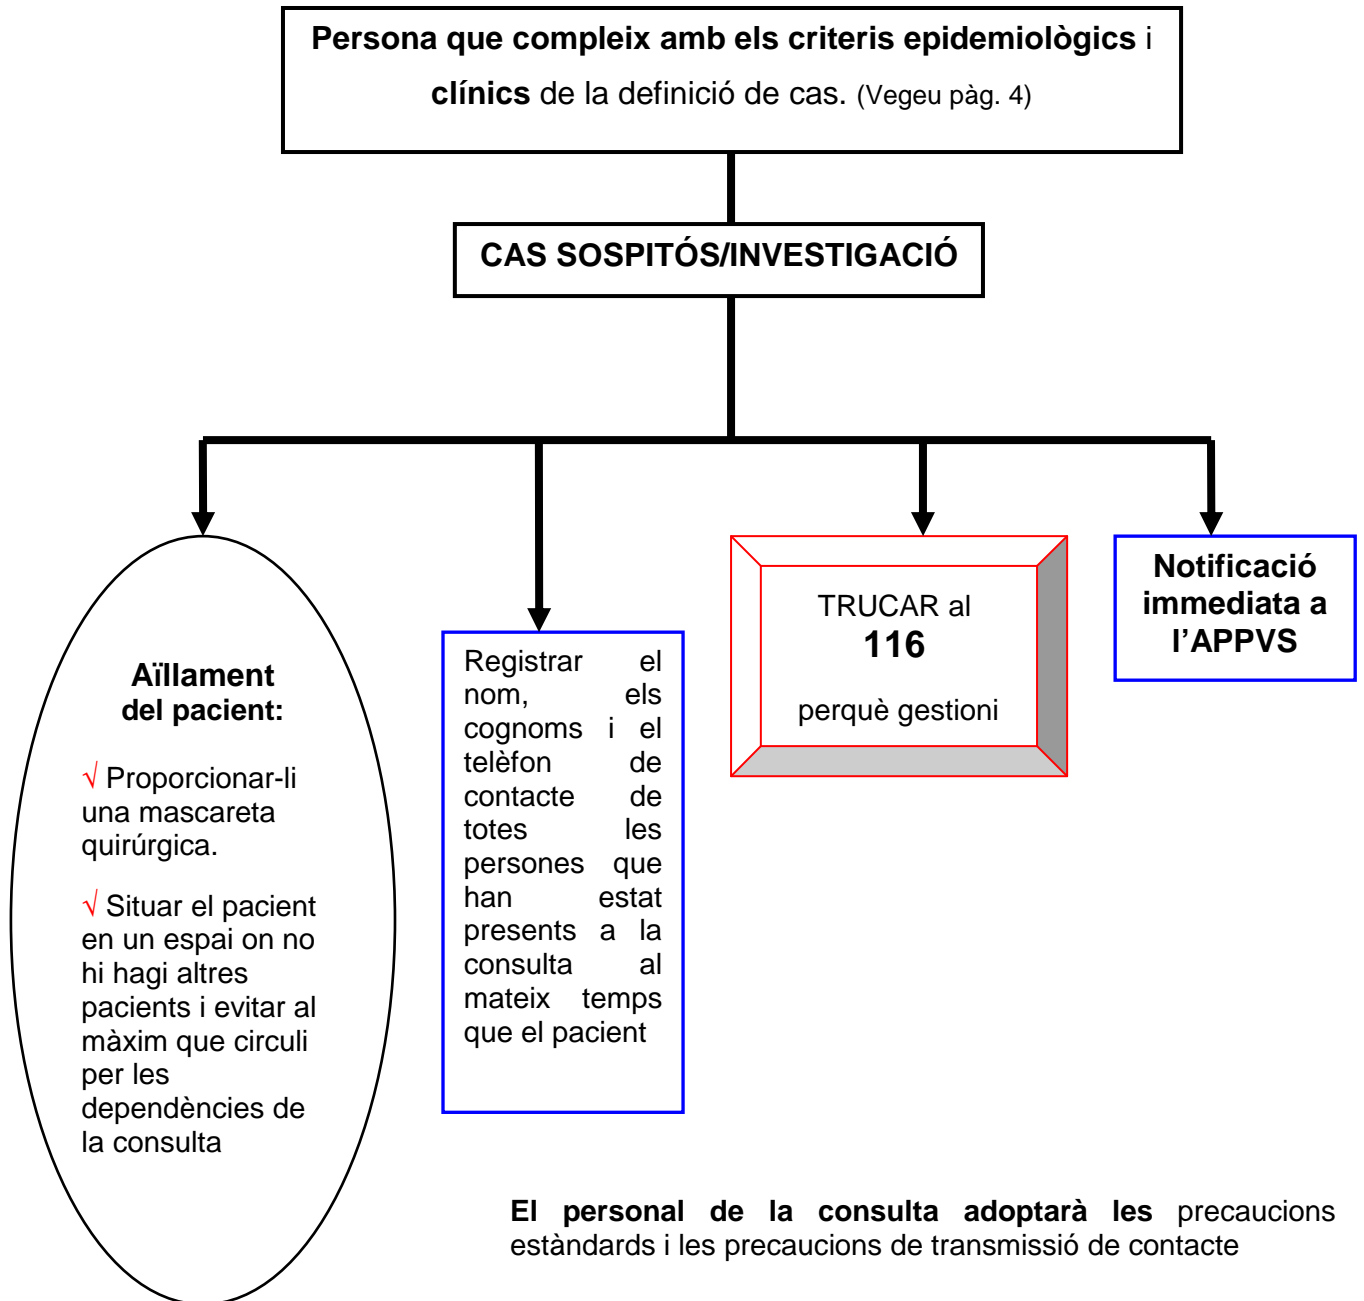 Persona que compleix amb els criteris epidemiològics i
clínics de la definició de cas. (Vegeu pàg. 4)
CAS SOSPITÓS/INVESTIGACIÓ
Aïllament
del pacient:
√ Proporcionar-li
una mascareta
quirúrgica.
√ Situar el pacient
en un espai on no
hi hagi altres
pacients i evitar al
màxim que circuli
per les
dependències de
la consulta
Registrar el
nom, els
cognoms i el
telèfon de
contacte de
totes les
persones que
han estat
presents a la
consulta al
mateix temps
que el pacient
TRUCAR al
116
perquè gestioni
Notificació
immediata a
l’APPVS
El personal de la consulta adoptarà les precaucions
estàndards i les precaucions de transmissió de contacte